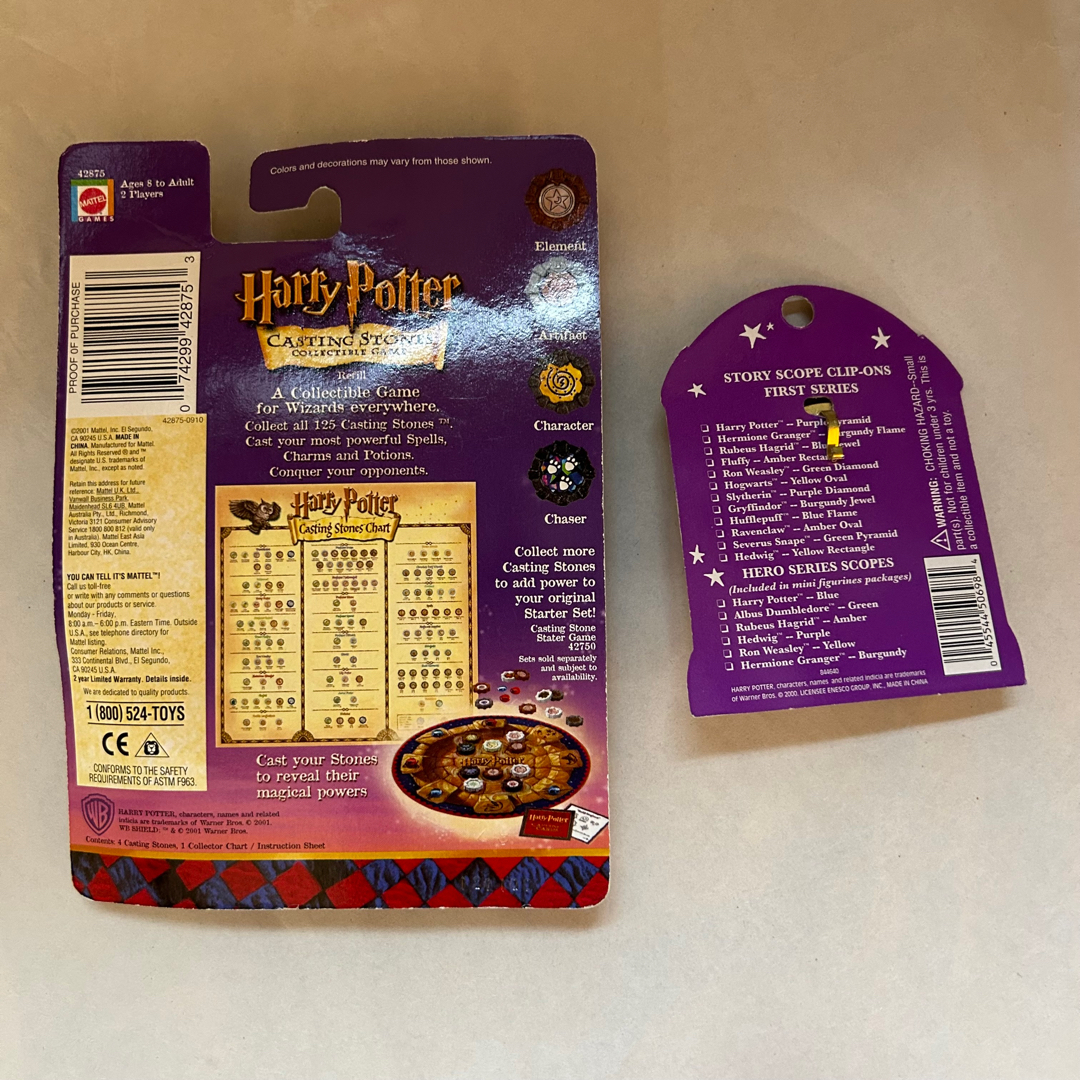 42875
MATTEL
GAMES
Ages 8 to Adult
2 Players
Colors and decorations may vary from those shown.
PROOF OF PURCHASE
0 74299 42875 3
42875-0910
©2001 Mattel, Inc. El Segundo,
CA 90245 U.S.A. MADE IN
CHINA. Manufactured for Mattel.
All Rights Reserved ® and ™
designate U.S. trademarks of
Mattel, Inc., except as noted.
Retain this address for future
reference: Mattel U.K. Ltd.,
Vanwall Business Park,
Maidenhead SL6 4UB. Mattel
Australia Pty., Ltd., Richmond,
Victoria 3121 Consumer Advisory
Service 1800 800 812 (valid only
in Australia). Mattel East Asia
Limited, 930 Ocean Centre,
Harbour City, HK, China.
YOU CAN TELL IT'S MATTEL™!
Call us toll-free
or write with any comments or questions
about our products or service.
Monday - Friday,
8:00 a.m. - 6:00 p.m. Eastern Time. Outside
U.S.A., see telephone directory for
Mattel listing.
Consumer Relations, Mattel, Inc.,
333 Continental Blvd., El Segundo,
CA 90245 U.S.A.
2 year Limited Warranty. Details inside.
We are dedicated to quality products.
1 (800) 524-TOYS
CE
CONFORMS TO THE SAFETY
REQUIREMENTS OF ASTM F963.
Harry Potter
CASTING STONES
COLLECTIBLE GAME
Refill
A Collectible Game
for Wizards everywhere.
Collect all 125 Casting Stones ™.
Cast your most powerful Spells,
Charms and Potions.
Conquer your opponents.
Element
Artifact
Character
Chaser
Harry Potter
Casting Stones Chart
Collect more
Casting Stones
to add power to
your original
Starter Set!
Casting Stone
Stater Game
42750
Sets sold separately
and subject to
availability.
Cast your Stones
to reveal their
magical powers
Harry Potter
Harry Potter
WB
HARRY POTTER, characters, names and related
indicia are trademarks of Warner Bros. © 2001.
WB SHIELD: ™ & © 2001 Warner Bros.
Contents: 4 Casting Stones, 1 Collector Chart / Instruction Sheet
STORY SCOPE CLIP-ONS
FIRST SERIES
Harry Potter™ -- Purple
Hermione Granger™ -- Flame
Rubeus Hagrid™ --
Fluffy -- Amber
Ron Weasley™ -- Green Diamond
Hogwarts™ -- Yellow Oval
Slytherin™ -- Purple Diamond
Gryffindor™ -- Burgundy Jewel
Hufflepuff™ -- Blue Flame
Ravenclaw™ -- Amber Oval
Severus Snape™ -- Green Pyramid
Hedwig™ -- Yellow Rectangle
HERO SERIES SCOPES
(Included in mini figurines packages)
Harry Potter™ -- Blue
Albus Dumbledore™ -- Green
Rubeus Hagrid™ -- Amber
Hedwig™ -- Purple
Ron Weasley™ -- Yellow
Hermione Granger™ -- Burgundy
844640
HARRY POTTER, characters, names, and related indicia are trademarks
of Warner Bros. © 2000. LICENSEE ENESCO GROUP, INC., MADE IN CHINA
WARNING: CHOKING HAZARD--Small
part(s). Not for children under 3 yrs. This is
a collectible item and not a toy.
0 45544 50698 4